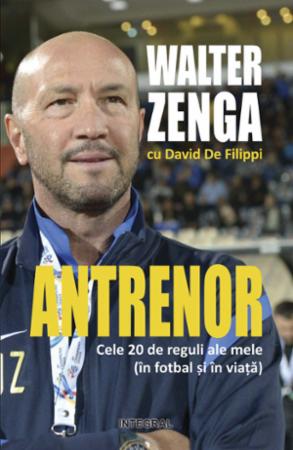 WALTER
ZENGA
cu David De Filippi
ANTRENOR
Cele 20 de reguli ale mele
(în fotbal și în viață)
INTEGRAL